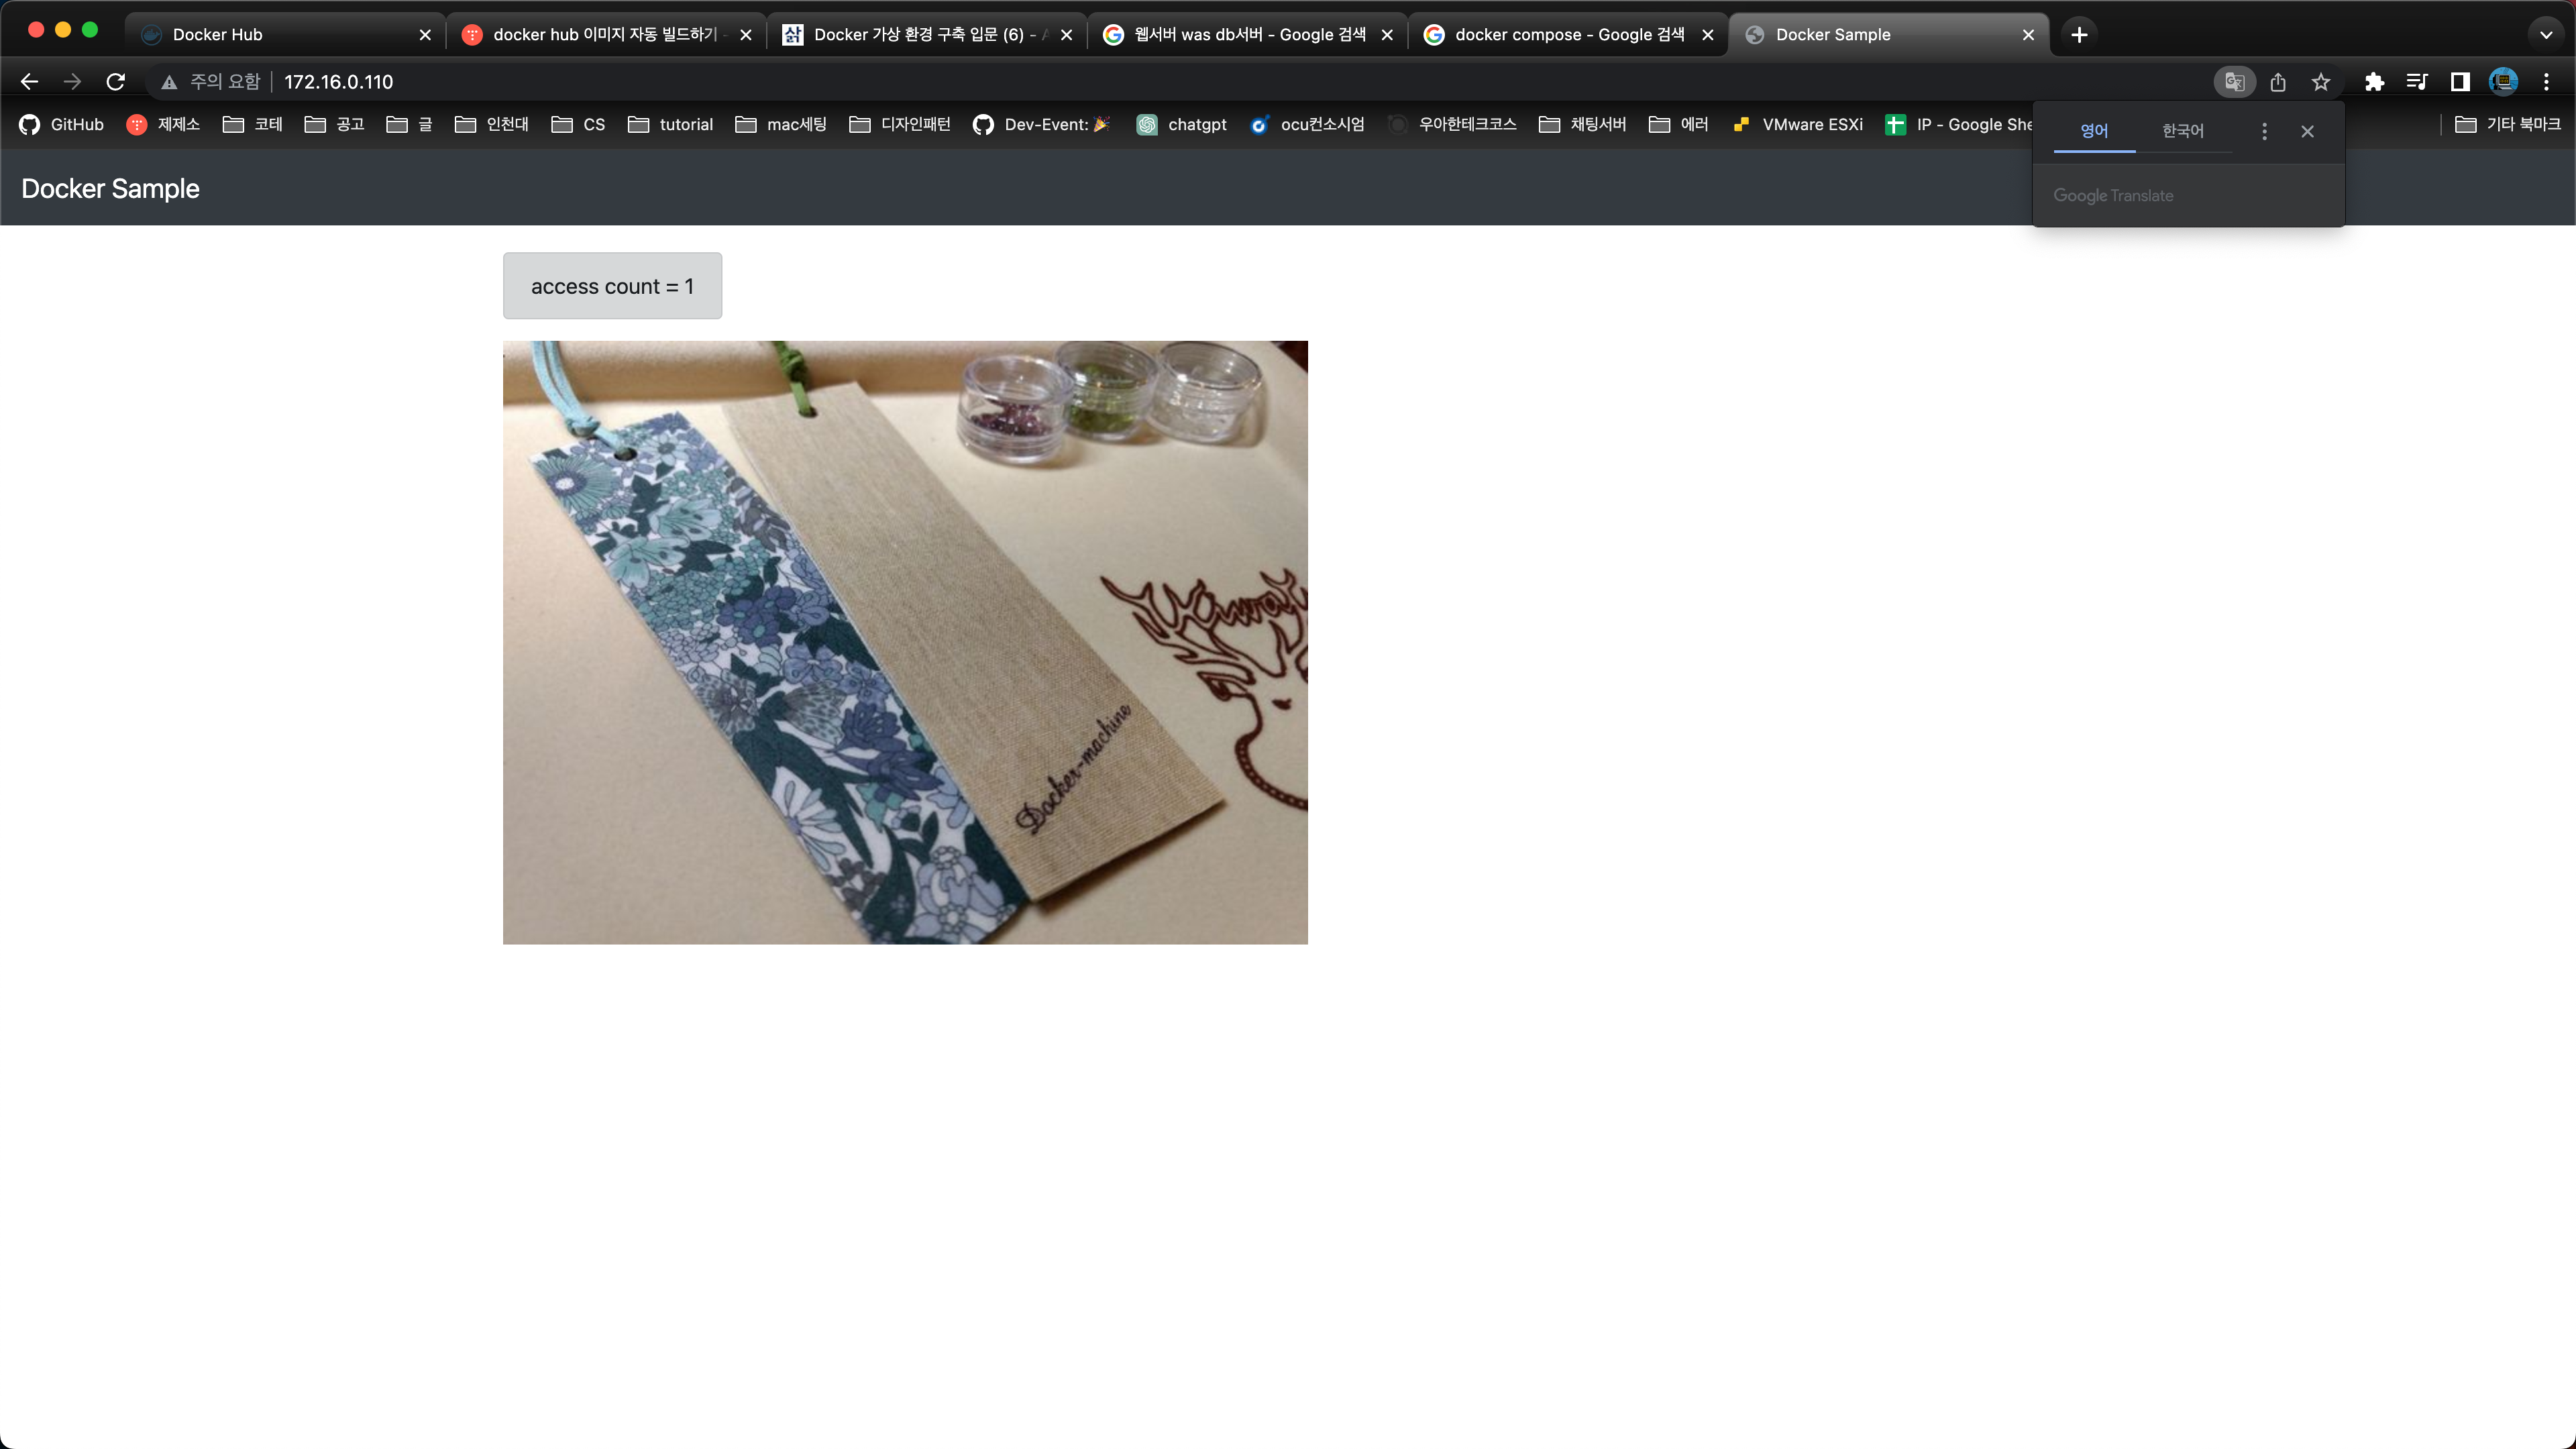 Docker Hub
docker hub 이미지 자동 빌드하기 -
Docker 가상 환경 구축 입문 (6) - A
웹서버 was db서버 - Google 검색
docker compose - Google 검색
Docker Sample
주의 요함
172.16.0.110
GitHub
제제소
코테
공고
글
인천대
CS
tutorial
mac세팅
디자인패턴
Dev-Event:
chatgpt
ocu컨소시엄
우아한테크코스
채팅서버
에러
VMware ESXi
IP - Google She
기타 북마크
영어
한국어
Google Translate
Docker Sample
access count = 1
Docker-machine